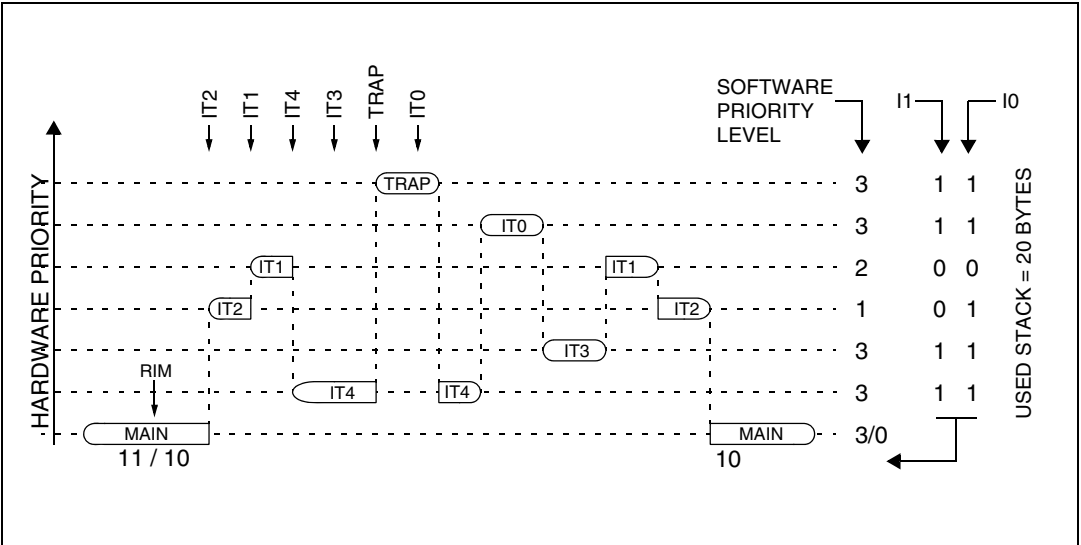 IT2
IT1
IT4
IT3
TRAP
IT0
SOFTWARE
PRIORITY
LEVEL
I1
I0
HARDWARE PRIORITY
TRAP
3 1 1
IT0
3 1 1
IT1
IT1
2 0 0
IT2
IT2
1 0 1
IT3
3 1 1
RIM
IT4
IT4
3 1 1
MAIN
MAIN
3/0
11 / 10
10
USED STACK = 20 BYTES